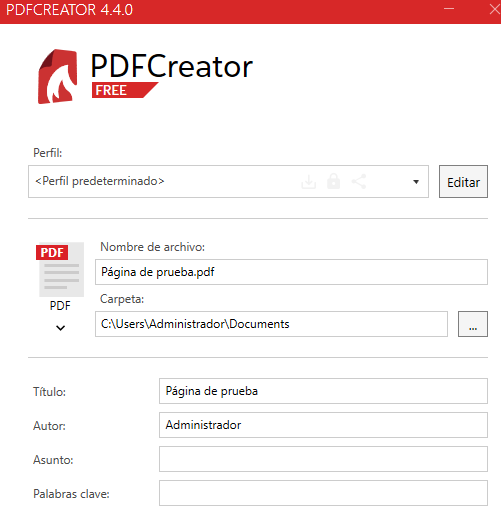 PDFCREATOR 4.4.0
PDFCreator
FREE
Perfil:
<Perfil predeterminado>
Editar
PDF
Nombre de archivo:
Página de prueba.pdf
PDF
Carpeta:
C:\Users\Administrador\Documents
...
Título:
Página de prueba
Autor:
Administrador
Asunto:
Palabras clave: